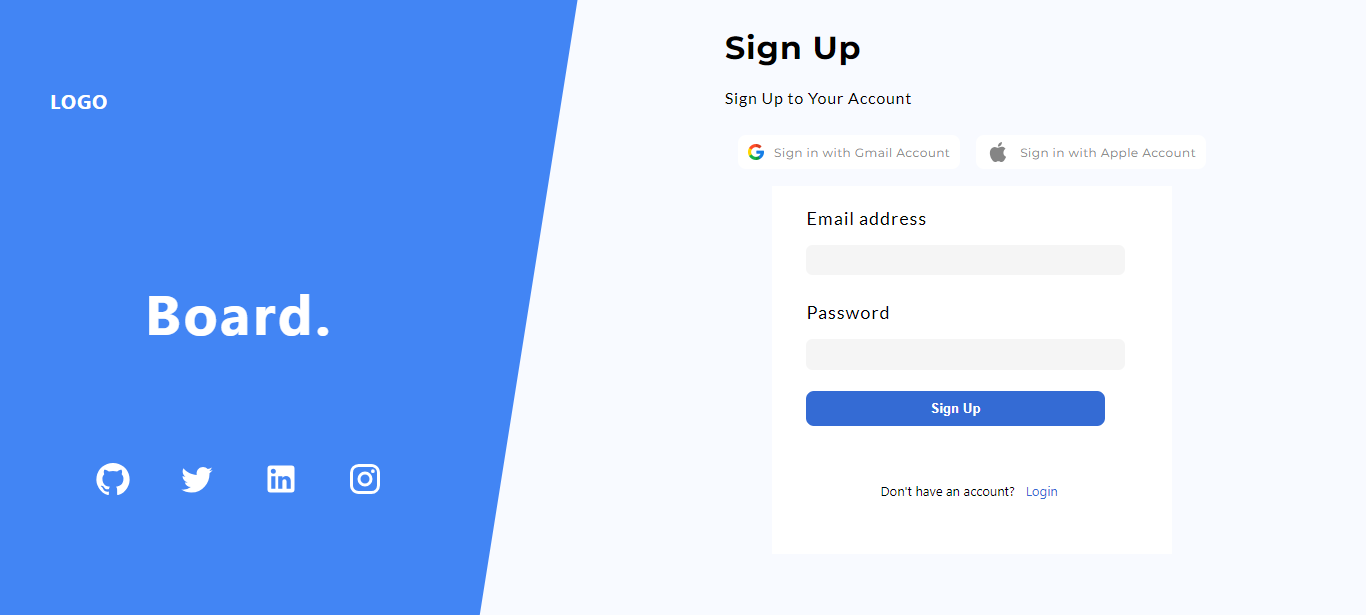 LOGO
Board.
Sign Up
Sign Up to Your Account
Sign in with Gmail Account
Sign in with Apple Account
Email address
Password
Sign Up
Don't have an account? Login